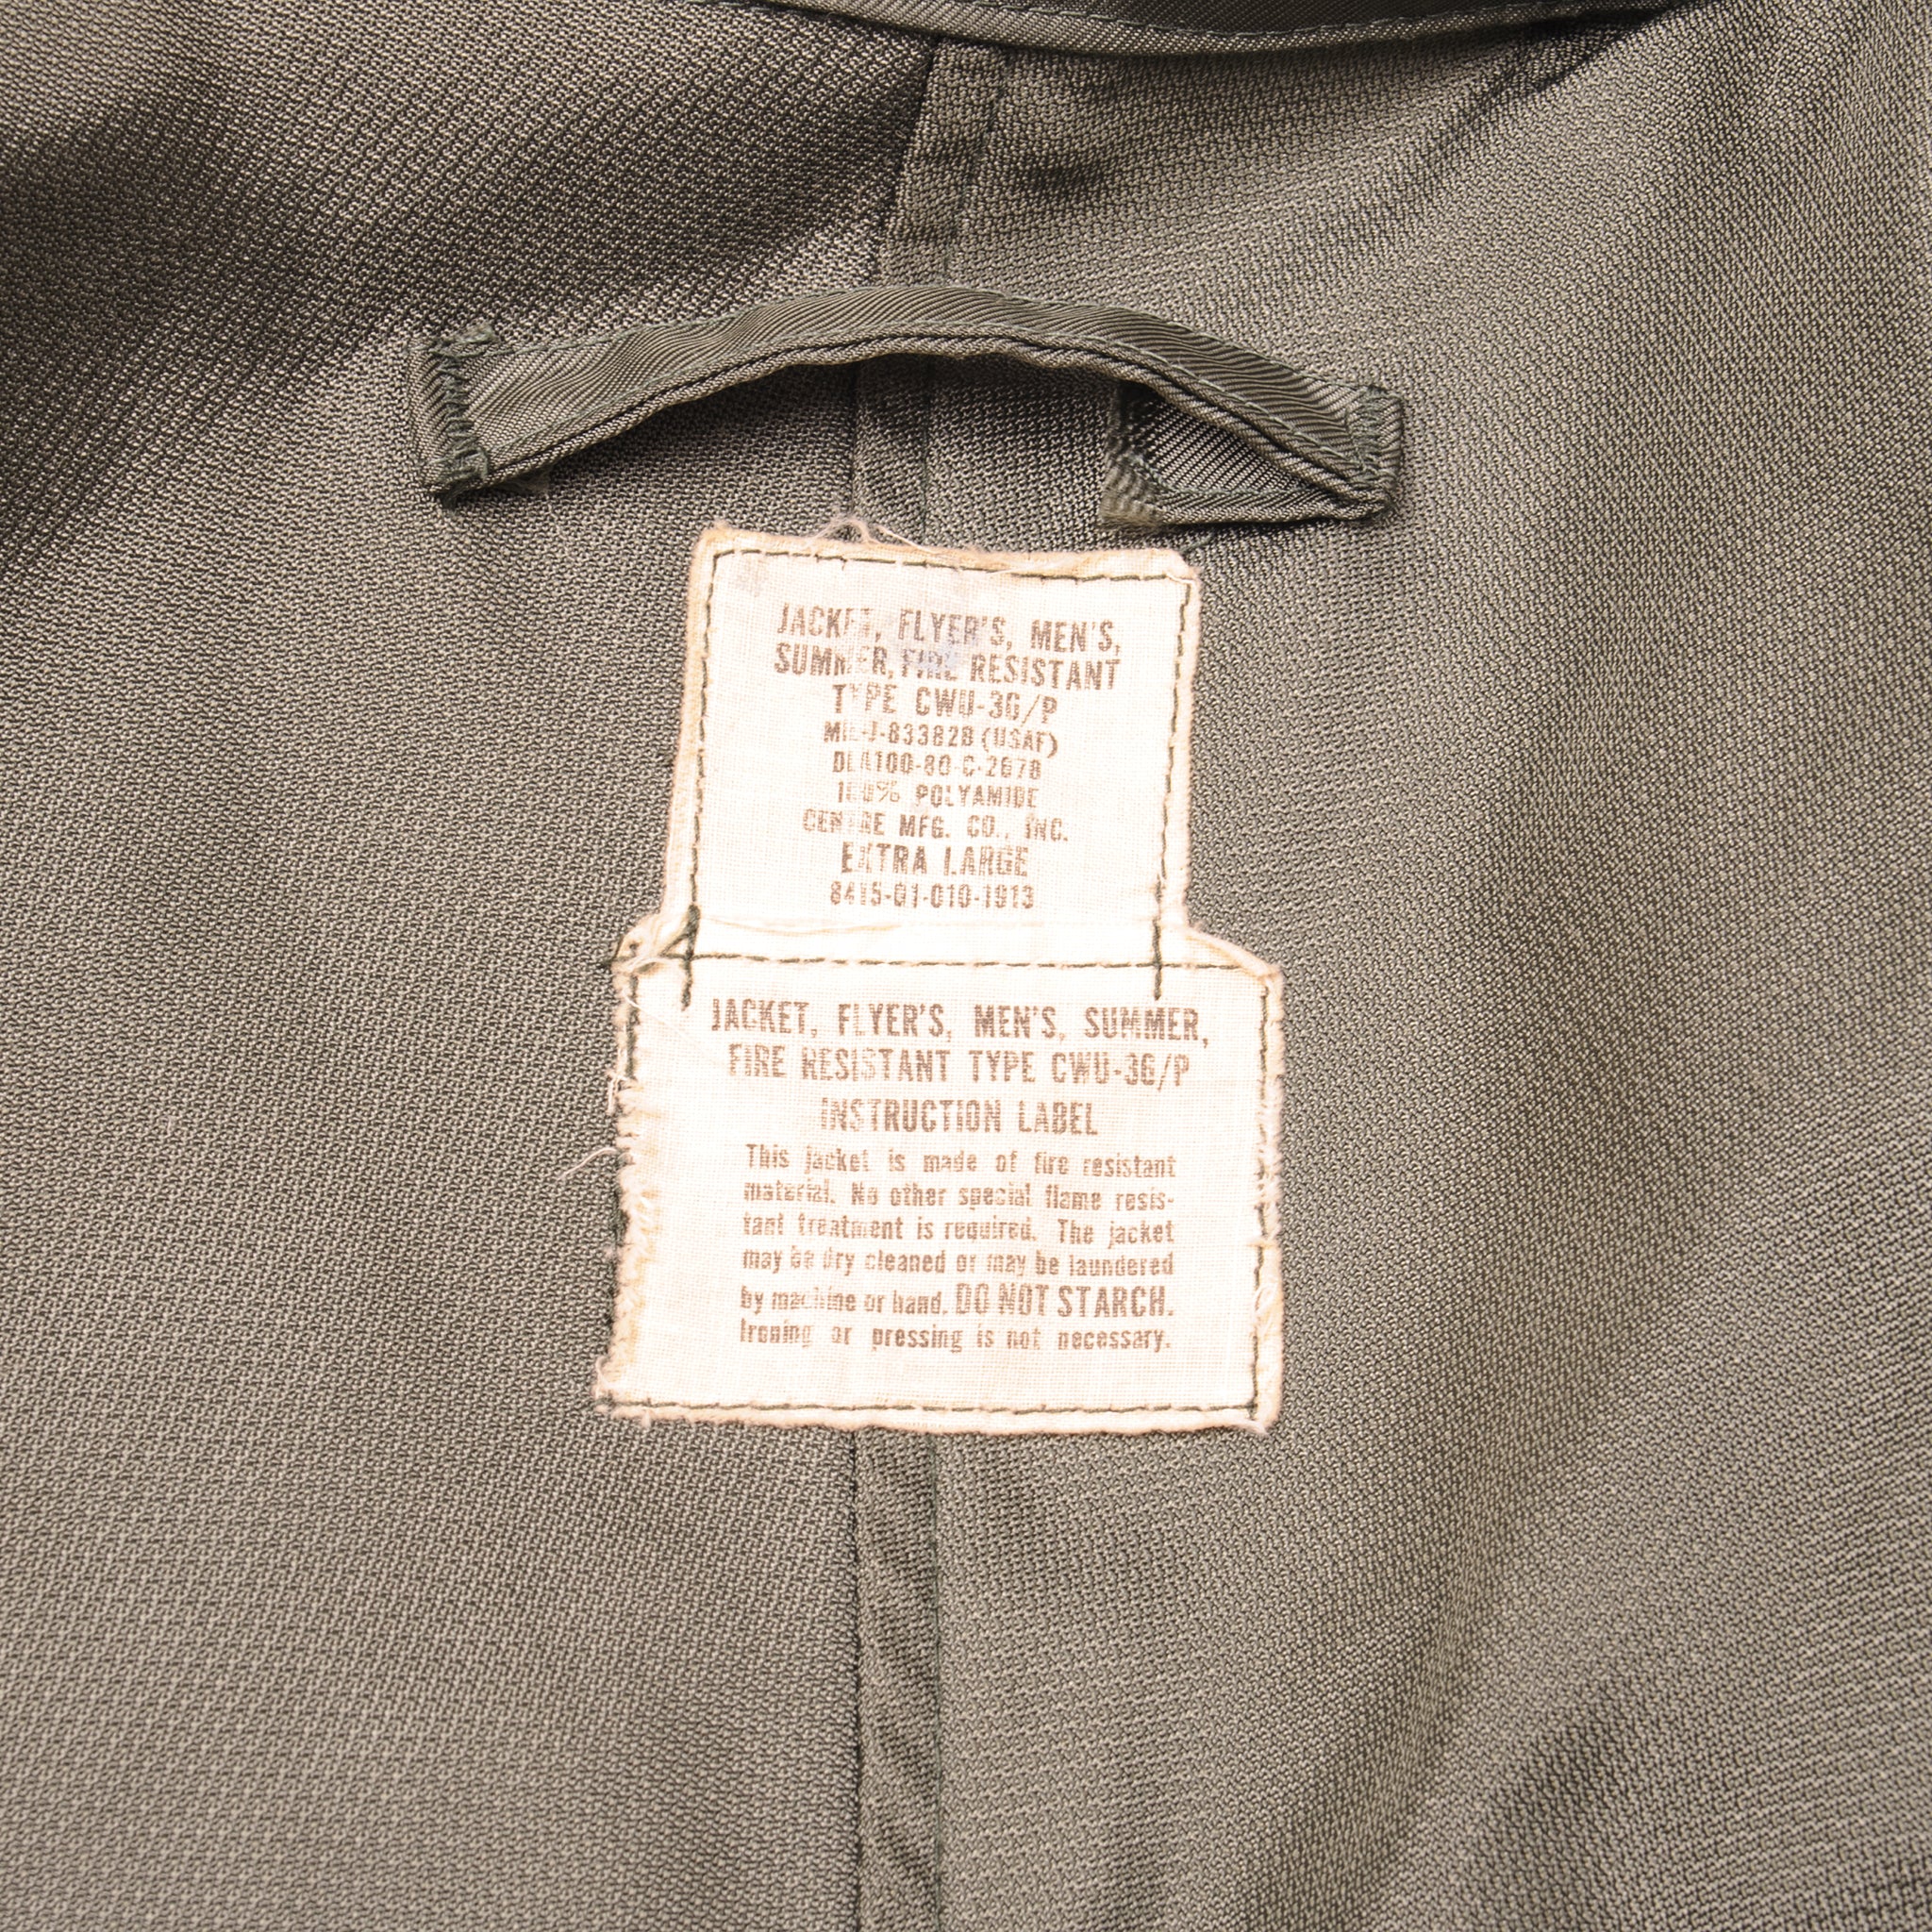 JACKET, FLYER'S, MEN'S,
SUMMER, FIRE RESISTANT
TYPE CWU-36/P
MIL-J-83382B (USAF)
DLA100-80-C-2678
100% POLYAMIDE
CENTRE MFG. CO., INC.
EXTRA LARGE
8415-01-010-1913
JACKET, FLYER'S, MEN'S, SUMMER,
FIRE RESISTANT TYPE CWU-36/P
INSTRUCTION LABEL
This jacket is made of fire resistant
material. No other special flame resis-
tant treatment is required. The jacket
may be dry cleaned or may be laundered
by machine or hand. DO NOT STARCH.
Ironing or pressing is not necessary.